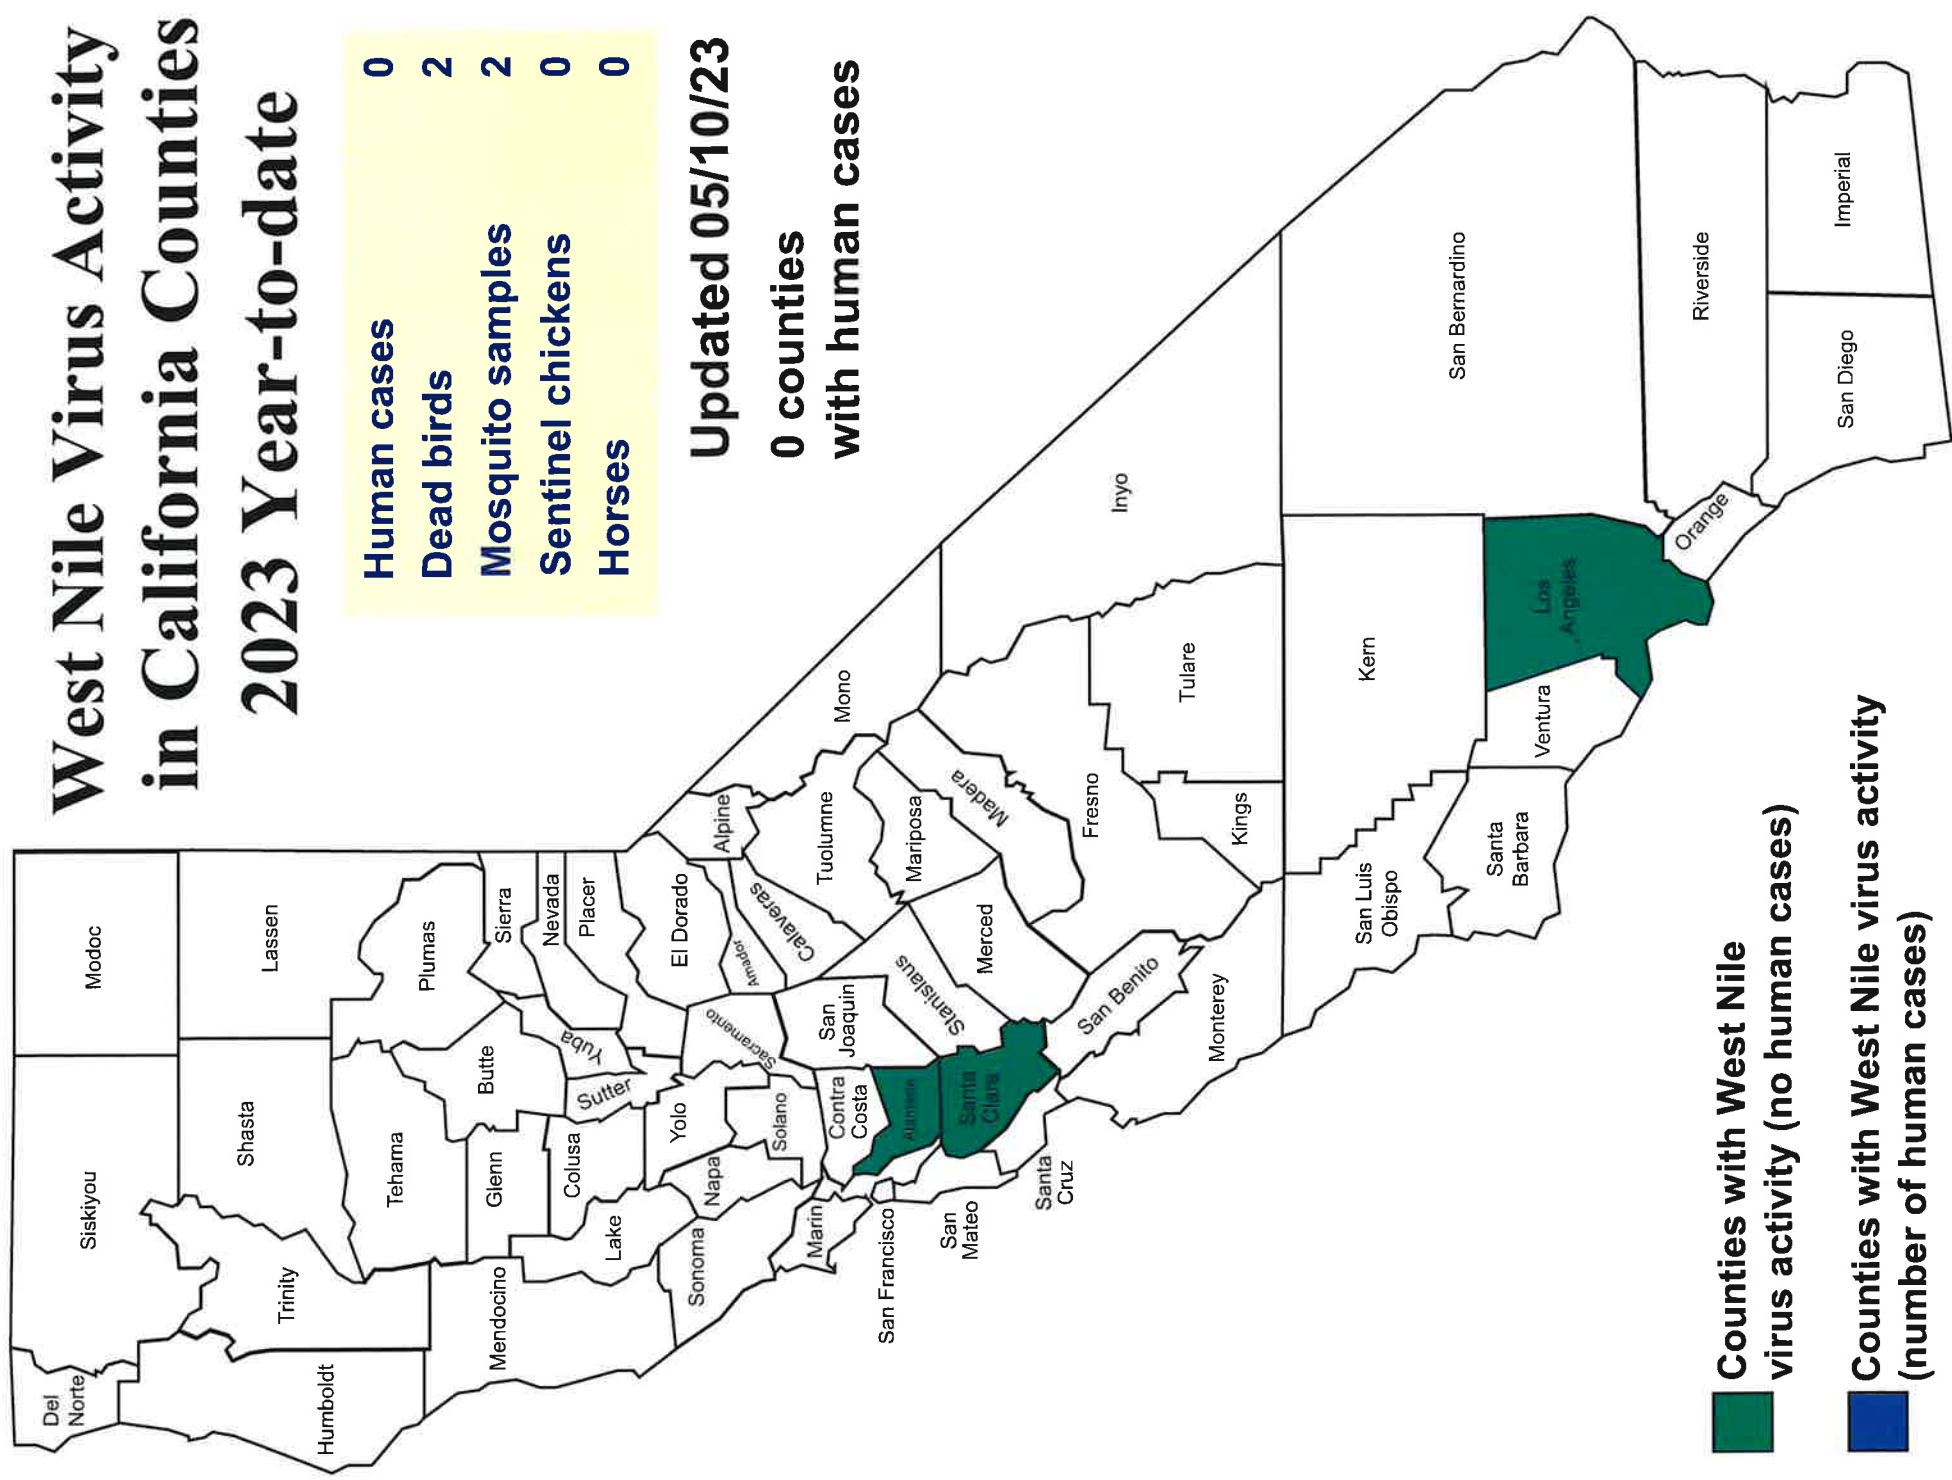 West Nile Virus Activity
in California Counties
2023 Year-to-date
Human cases 0
Dead birds 2
Mosquito samples 2
Sentinel chickens 0
Horses 0
Updated 05/10/23
0 counties
with human cases
Del
Norte
Siskiyou
Modoc
Humboldt
Trinity
Shasta
Lassen
Tehama
Plumas
Mendocino
Glenn
Butte
Sierra
Lake
Colusa
Sutter
Yuba
Nevada
Placer
Sonoma
Napa
Yolo
El Dorado
Sacramento
Amador
Alpine
Marin
Solano
Calaveras
San Francisco
Contra
Costa
San
Joaquin
Tuolumne
Mono
Alameda
San
Mateo
Santa
Clara
Stanislaus
Mariposa
Santa
Cruz
Merced
Madera
San Benito
Fresno
Inyo
Monterey
Kings
Tulare
San Luis
Obispo
Kern
San Bernardino
Santa
Barbara
Ventura
Los
Angeles
Orange
Riverside
San Diego
Imperial
Counties with West Nile
virus activity (no human cases)
Counties with West Nile virus activity
(number of human cases)